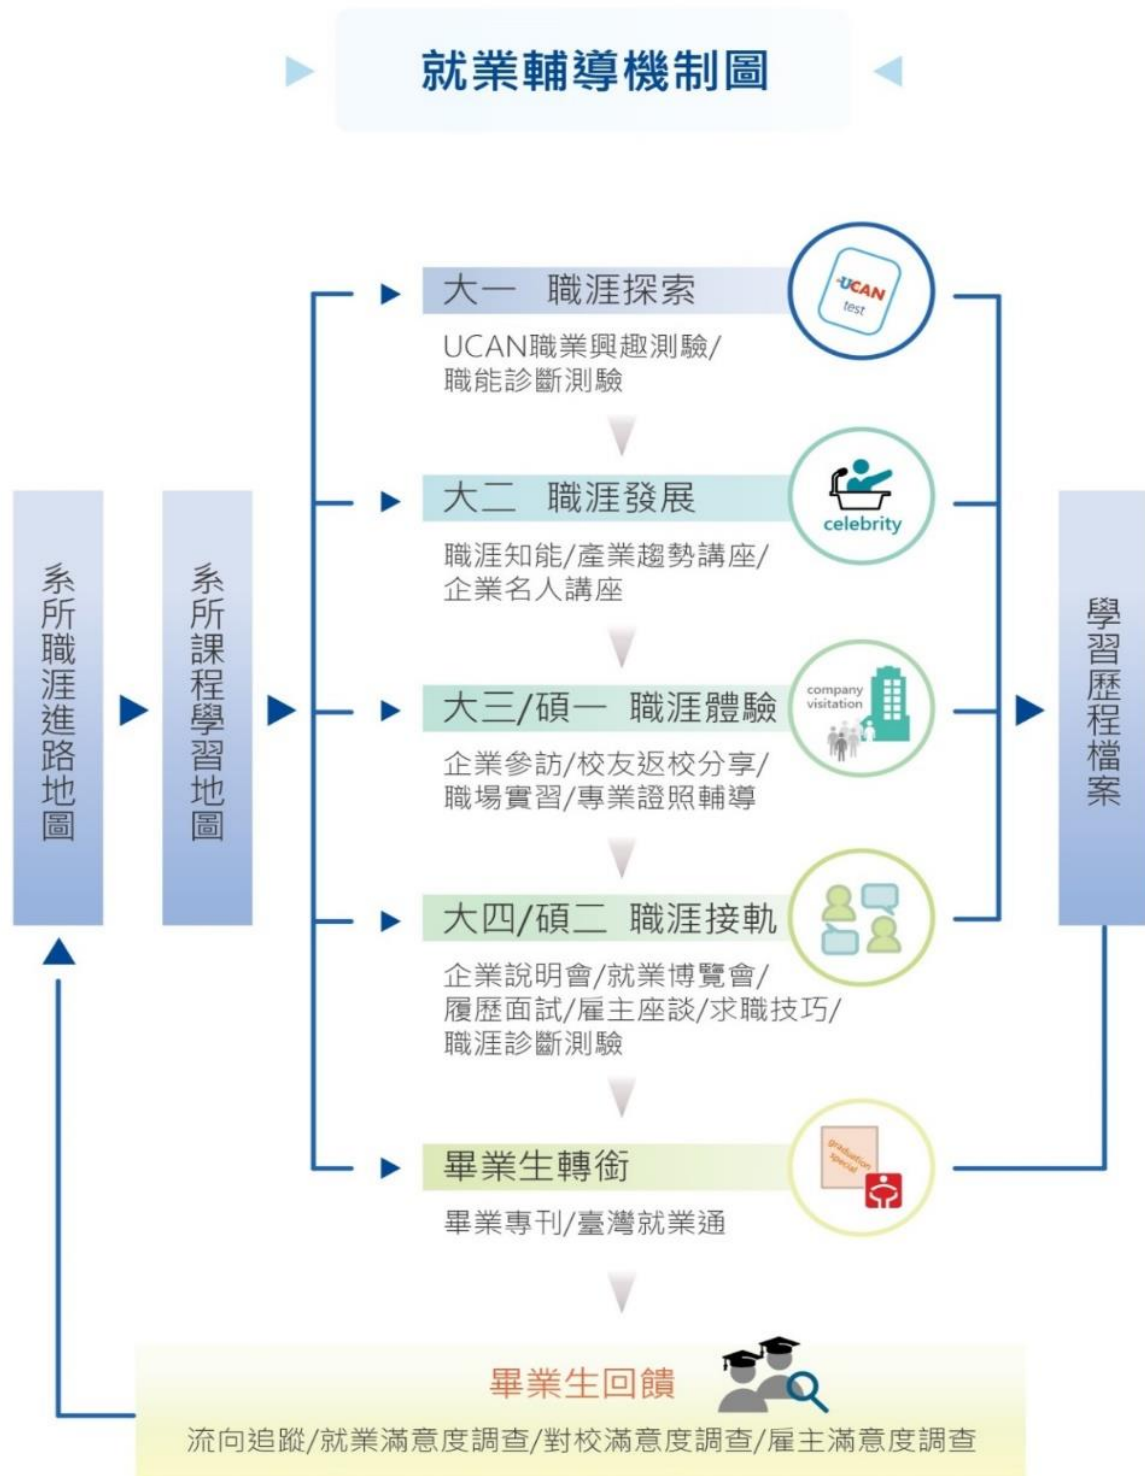 就業輔導機制圖
系所職涯進路地圖
系所課程學習地圖
大一 職涯探索
UCAN
test
UCAN職業興趣測驗/
職能診斷測驗
大二 職涯發展
celebrity
職涯知能/產業趨勢講座/
企業名人講座
大三/碩一 職涯體驗
company
visitation
企業參訪/校友返校分享/
職場實習/專業證照輔導
大四/碩二 職涯接軌
企業說明會/就業博覽會/
履歷面試/雇主座談/求職技巧/
職涯診斷測驗
畢業生轉銜
graduation
special
畢業專刊/臺灣就業通
學習歷程檔案
畢業生回饋
流向追蹤/就業滿意度調查/對校滿意度調查/雇主滿意度調查